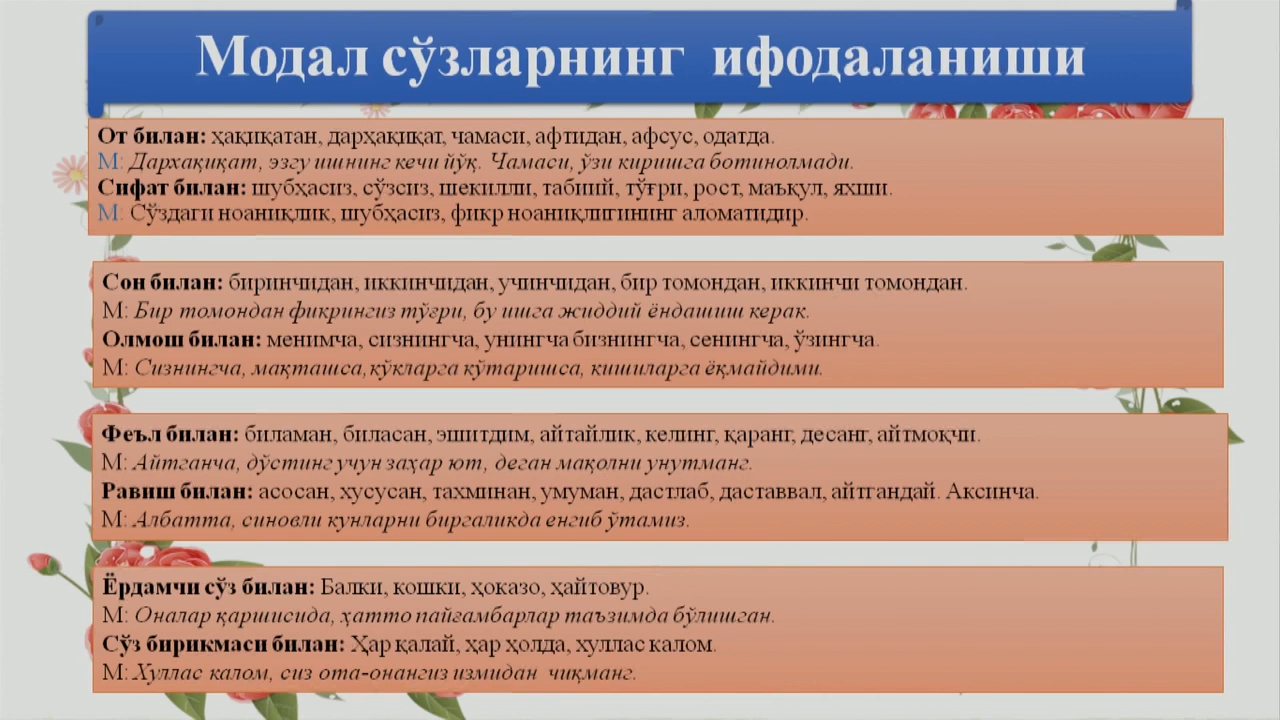 Модал сўзларнинг ифодаланиши
От билан: ҳақиқатан, дарҳақиқат, чамаси, афтидан, афсус, одатда.
М: Дархақиқат, эзгу ишнинг кечи йўқ. Чамаси, ўзи киришга ботинолмади.
Сифат билан: шубҳасиз, сўзсиз, шекилли, табиий, тўғри, рост, маъқул, яхши.
М: Сўздаги ноаниқлик, шубҳасиз, фикр ноаниқлигининг аломатидир.
Сон билан: биринчидан, иккинчидан, учинчидан, бир томондан, иккинчи томондан.
М: Бир томондан фикрингиз тўғри, бу ишга жиддий ёндашиш керак.
Олмош билан: менимча, сизнингча, унингча бизнингча, сенингча, ўзингча.
М: Сизнингча, мақташса, кўкларга кўтаришса, кишиларга ёқмайдими.
Феъл билан: биламан, биласан, эшитдим, айтайлик, келинг, қаранг, десанг, айтмоқчи.
М: Айтганча, дўстинг учун заҳар ют, деган мақолни унутманг.
Равиш билан: асосан, хусусан, тахминан, умуман, дастлаб, даставвал, айтгандай. Аксинча.
М: Албатта, синовли кунларни биргаликда енгиб ўтамиз.
Ёрдамчи сўз билан: Балки, кошки, ҳоказо, ҳайтовур.
М: Оналар қаршисида, ҳатто пайғамбарлар таъзимда бўлишган.
Сўз бирикмаси билан: Ҳар қалай, ҳар ҳолда, хуллас калом.
М: Хуллас калом, сиз ота-онангиз измидан чиқманг.